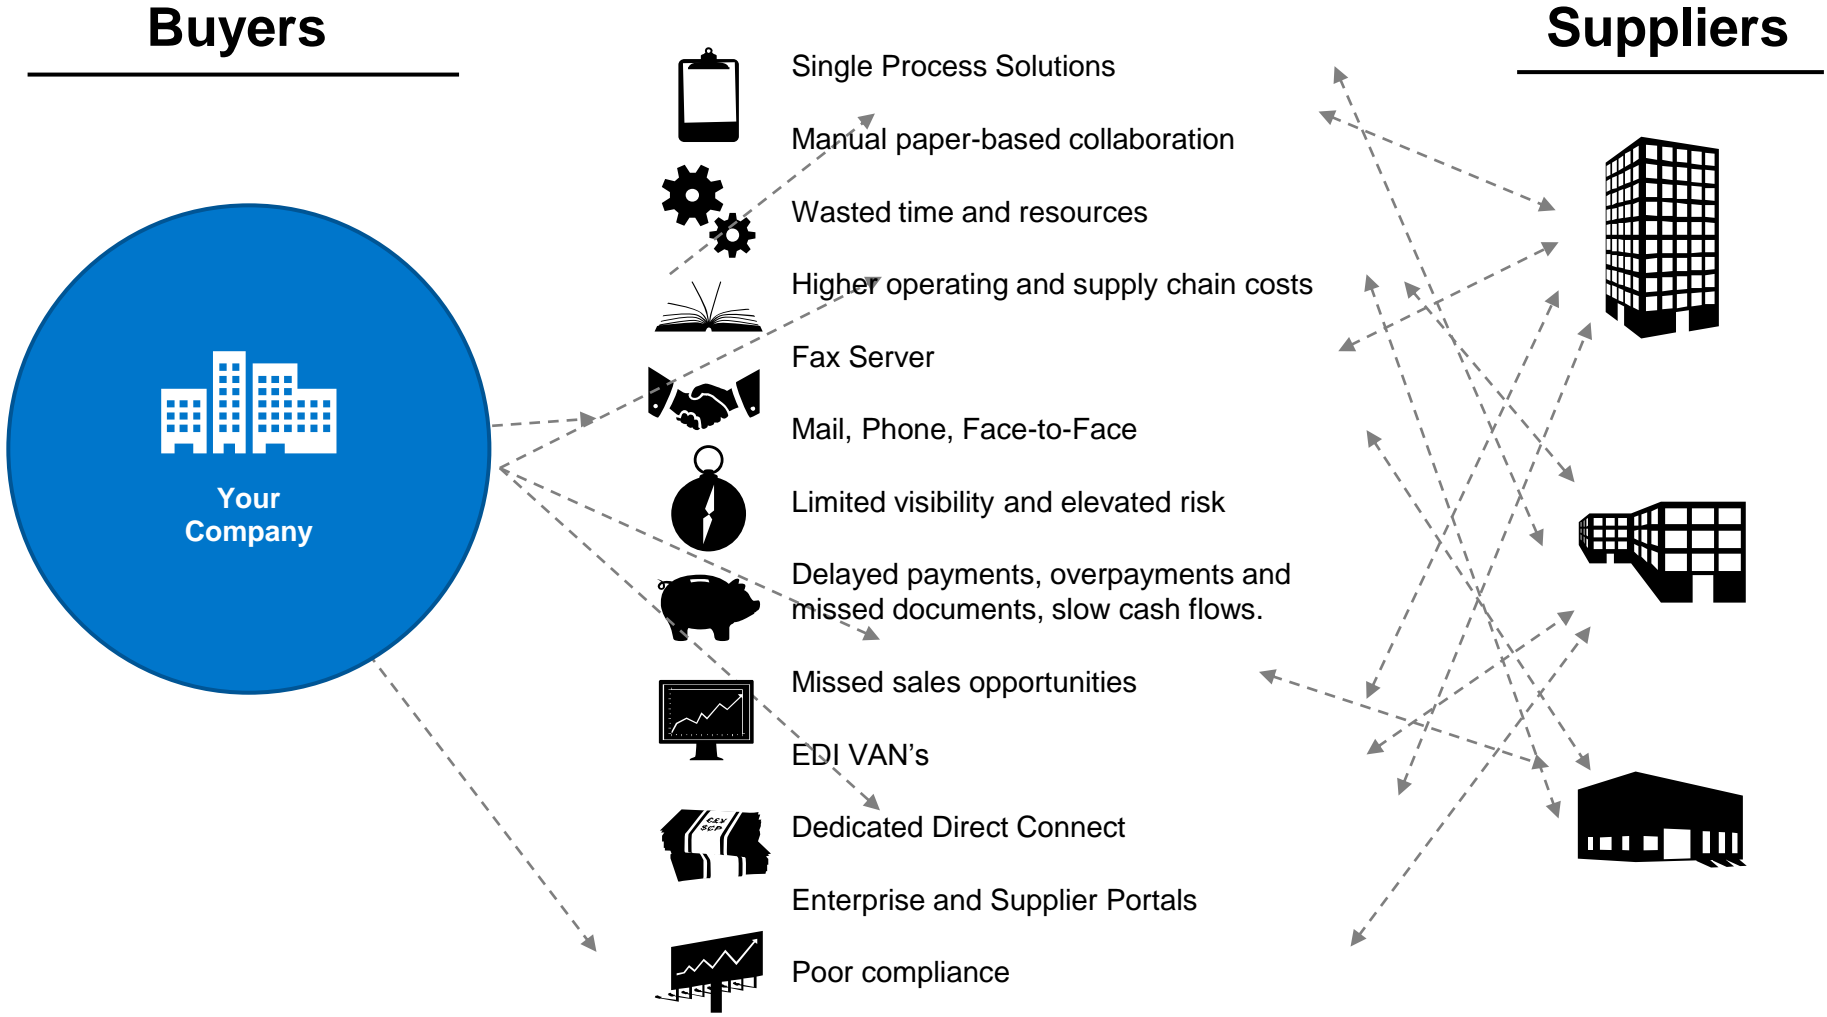 Buyers
Suppliers
Single Process Solutions
Manual paper-based collaboration
Wasted time and resources
Higher operating and supply chain costs
Fax Server
Mail, Phone, Face-to-Face
Limited visibility and elevated risk
Delayed payments, overpayments and
missed documents, slow cash flows.
Missed sales opportunities
EDI VAN’s
Dedicated Direct Connect
Enterprise and Supplier Portals
Poor compliance
Your
Company